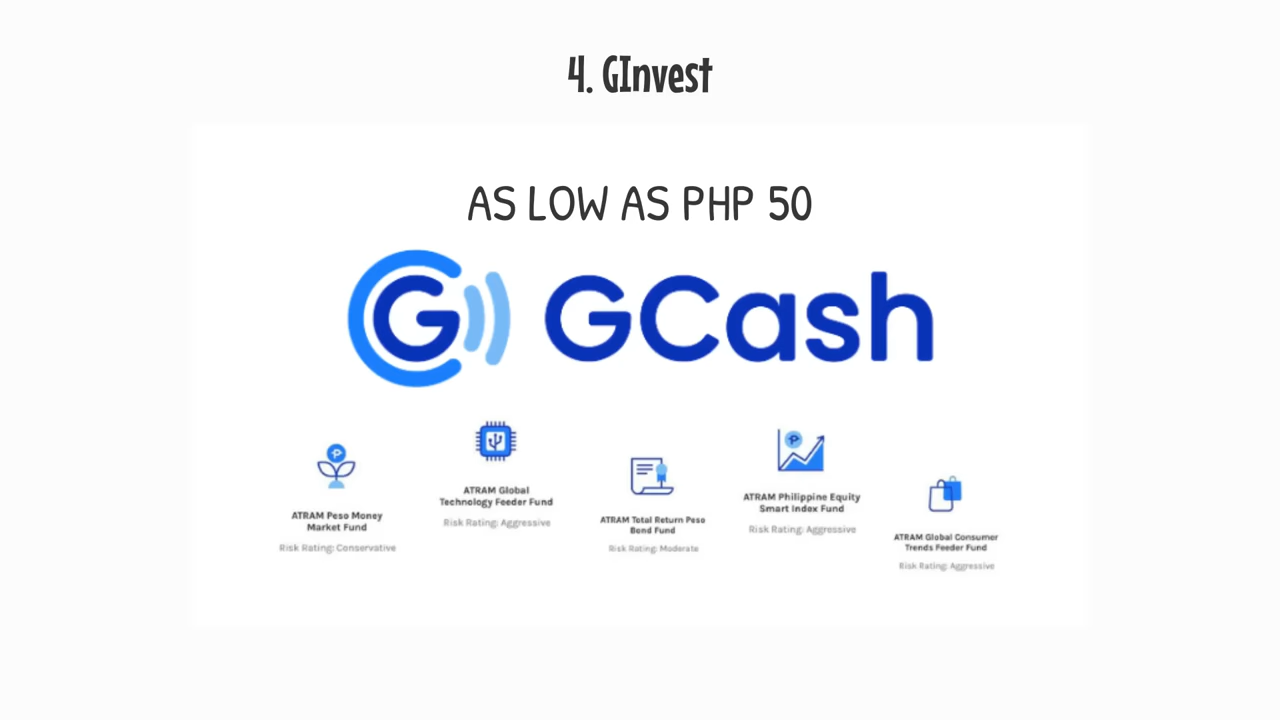 4. GInvest
AS LOW AS PHP 50
G GCash
ATRAM Peso Money
Market Fund
Risk Rating: Conservative
ATRAM Global
Technology Feeder Fund
Risk Rating: Aggressive
ATRAM Total Return Peso
Bond Fund
Risk Rating: Moderate
ATRAM Philippine Equity
Smart Index Fund
Risk Rating: Aggressive
ATRAM Global Consumer
Trends Feeder Fund
Risk Rating: Aggressive